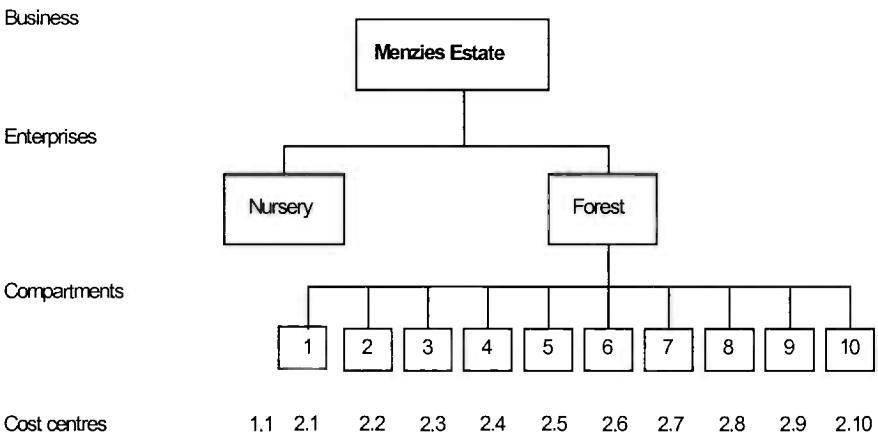 Business
Menzies Estate
Enterprises
Nursery Forest
Compartments
1 2 3 4 5 6 7 8 9 10
Cost centres 1.1 2.1 2.2 2.3 2.4 2.5 2.6 2.7 2.8 2.9 2.10